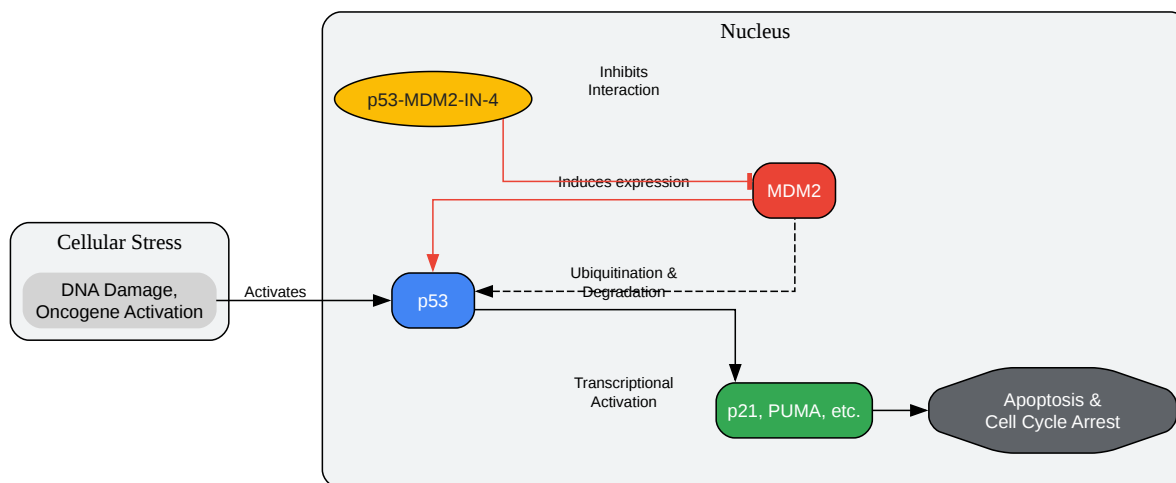 Nucleus
Inhibits
Interaction
p53-MDM2-IN-4
Induces expression
MDM2
Cellular Stress
DNA Damage,
Oncogene Activation
Activates
p53
Ubiquitination &
Degradation
Transcriptional
Activation
p21, PUMA, etc.
Apoptosis &
Cell Cycle Arrest